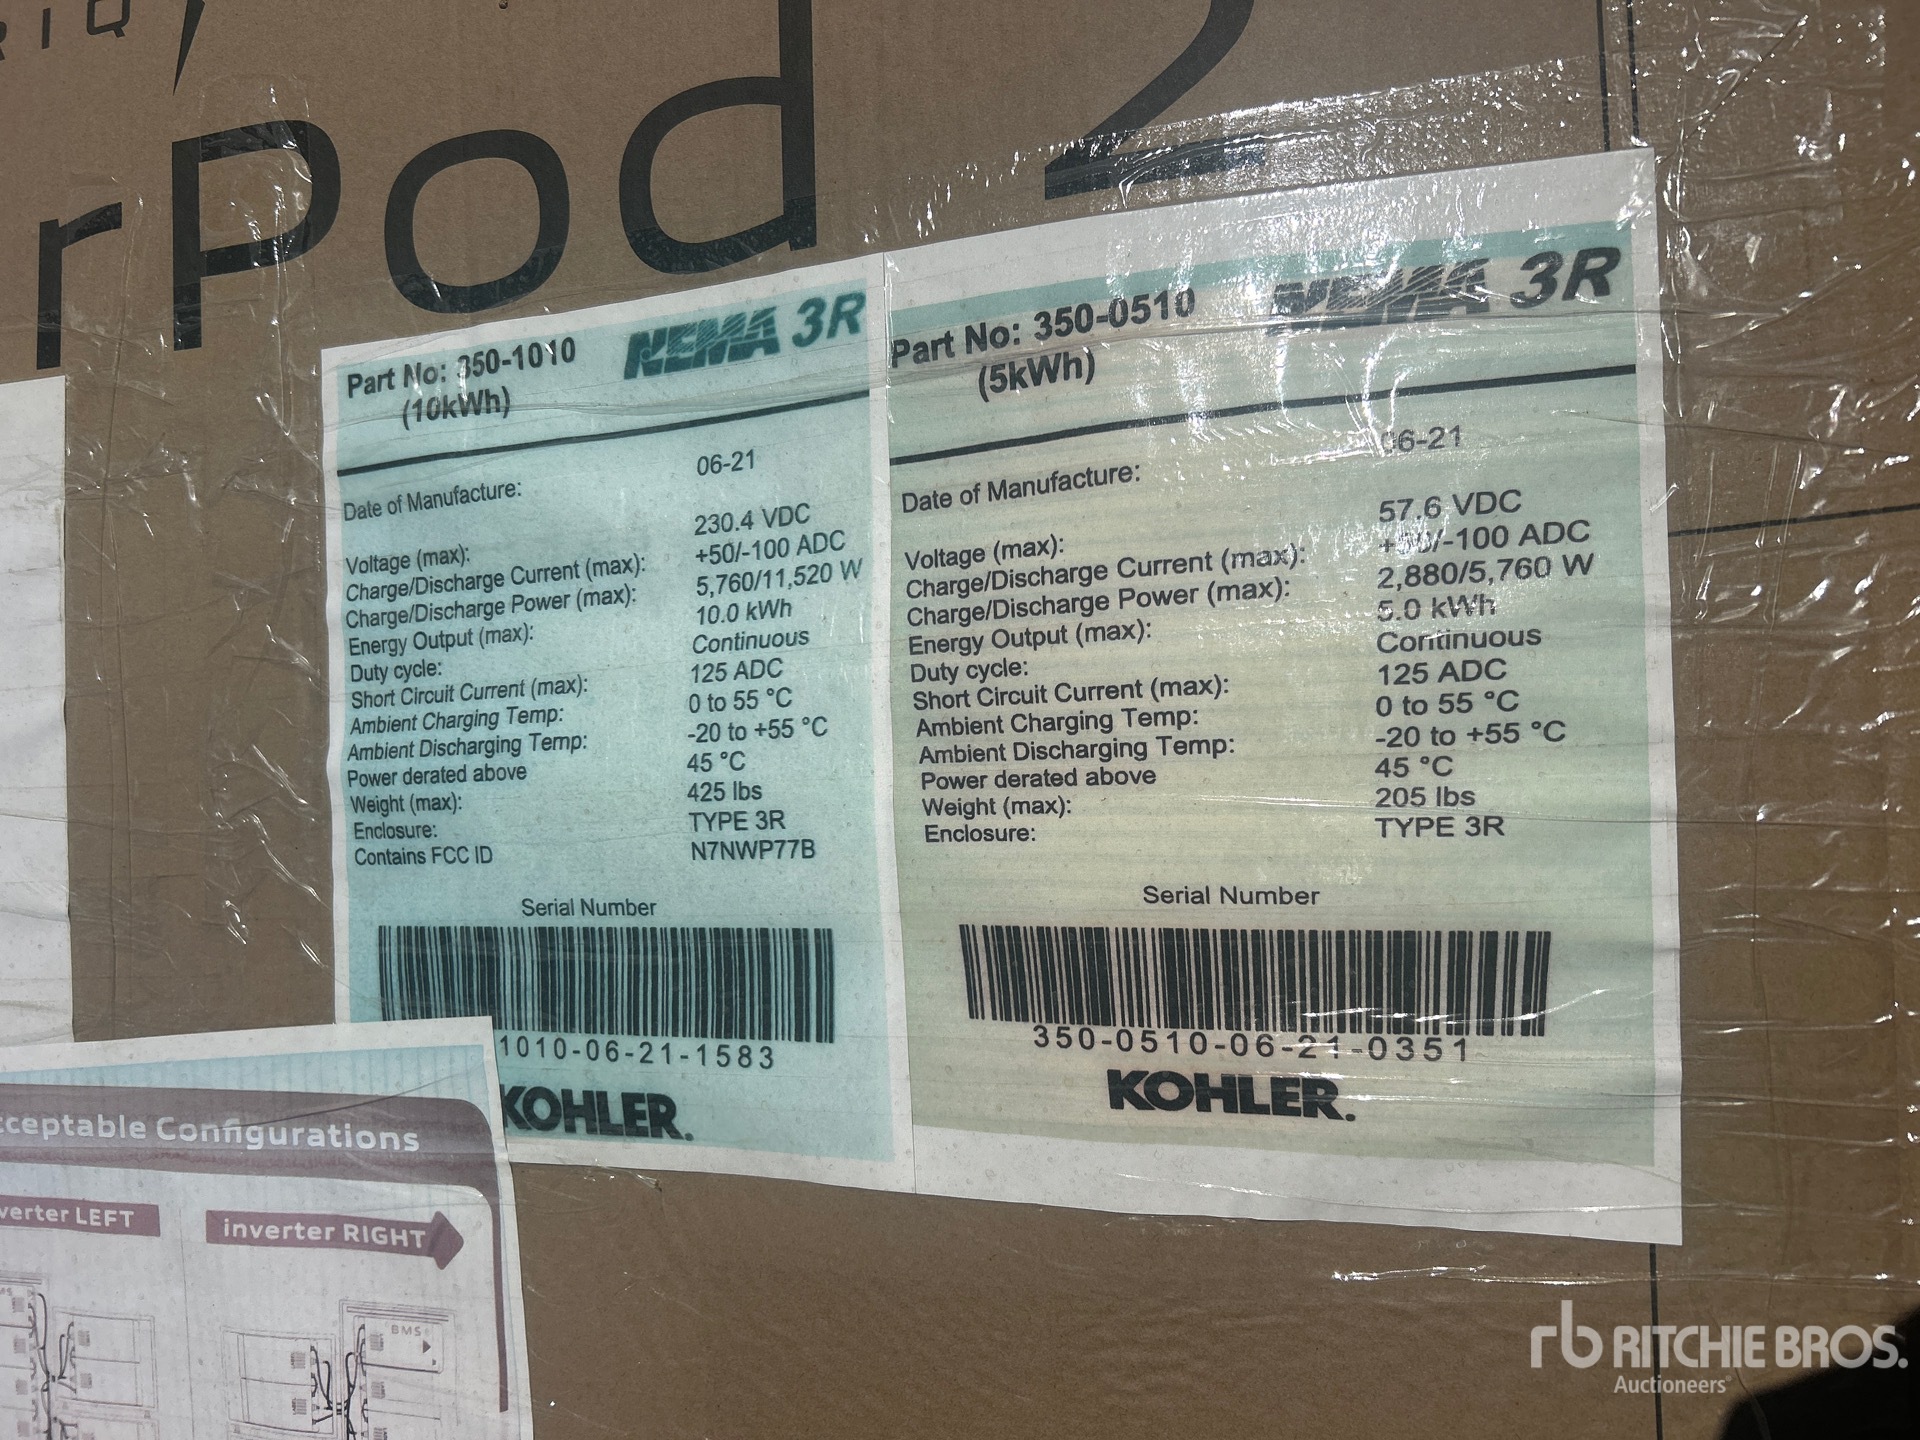 RIQ
rPod 2
Part No: 350-1010
(10kWh)
NEMA 3R
Date of Manufacture: 06-21
Voltage (max): 230.4 VDC
Charge/Discharge Current (max): +50/-100 ADC
Charge/Discharge Power (max): 5,760/11,520 W
Energy Output (max): 10.0 kWh
Duty cycle: Continuous
Short Circuit Current (max): 125 ADC
Ambient Charging Temp: 0 to 55 °C
Ambient Discharging Temp: -20 to +55 °C
Power derated above 45 °C
Weight (max): 425 lbs
Enclosure: TYPE 3R
Contains FCC ID N7NWP77B
Serial Number
1010-06-21-1583
KOHLER.
Part No: 350-0510
(5kWh)
NEMA 3R
Date of Manufacture: 06-21
Voltage (max): 57.6 VDC
Charge/Discharge Current (max): +50/-100 ADC
Charge/Discharge Power (max): 2,880/5,760 W
Energy Output (max): 5.0 kWh
Duty cycle: Continuous
Short Circuit Current (max): 125 ADC
Ambient Charging Temp: 0 to 55 °C
Ambient Discharging Temp: -20 to +55 °C
Power derated above 45 °C
Weight (max): 205 lbs
Enclosure: TYPE 3R
Serial Number
350-0510-06-21-0351
KOHLER.
cceptable Configurations
verter LEFT
inverter RIGHT
BMS
rb RITCHIE BROS.
Auctioneers